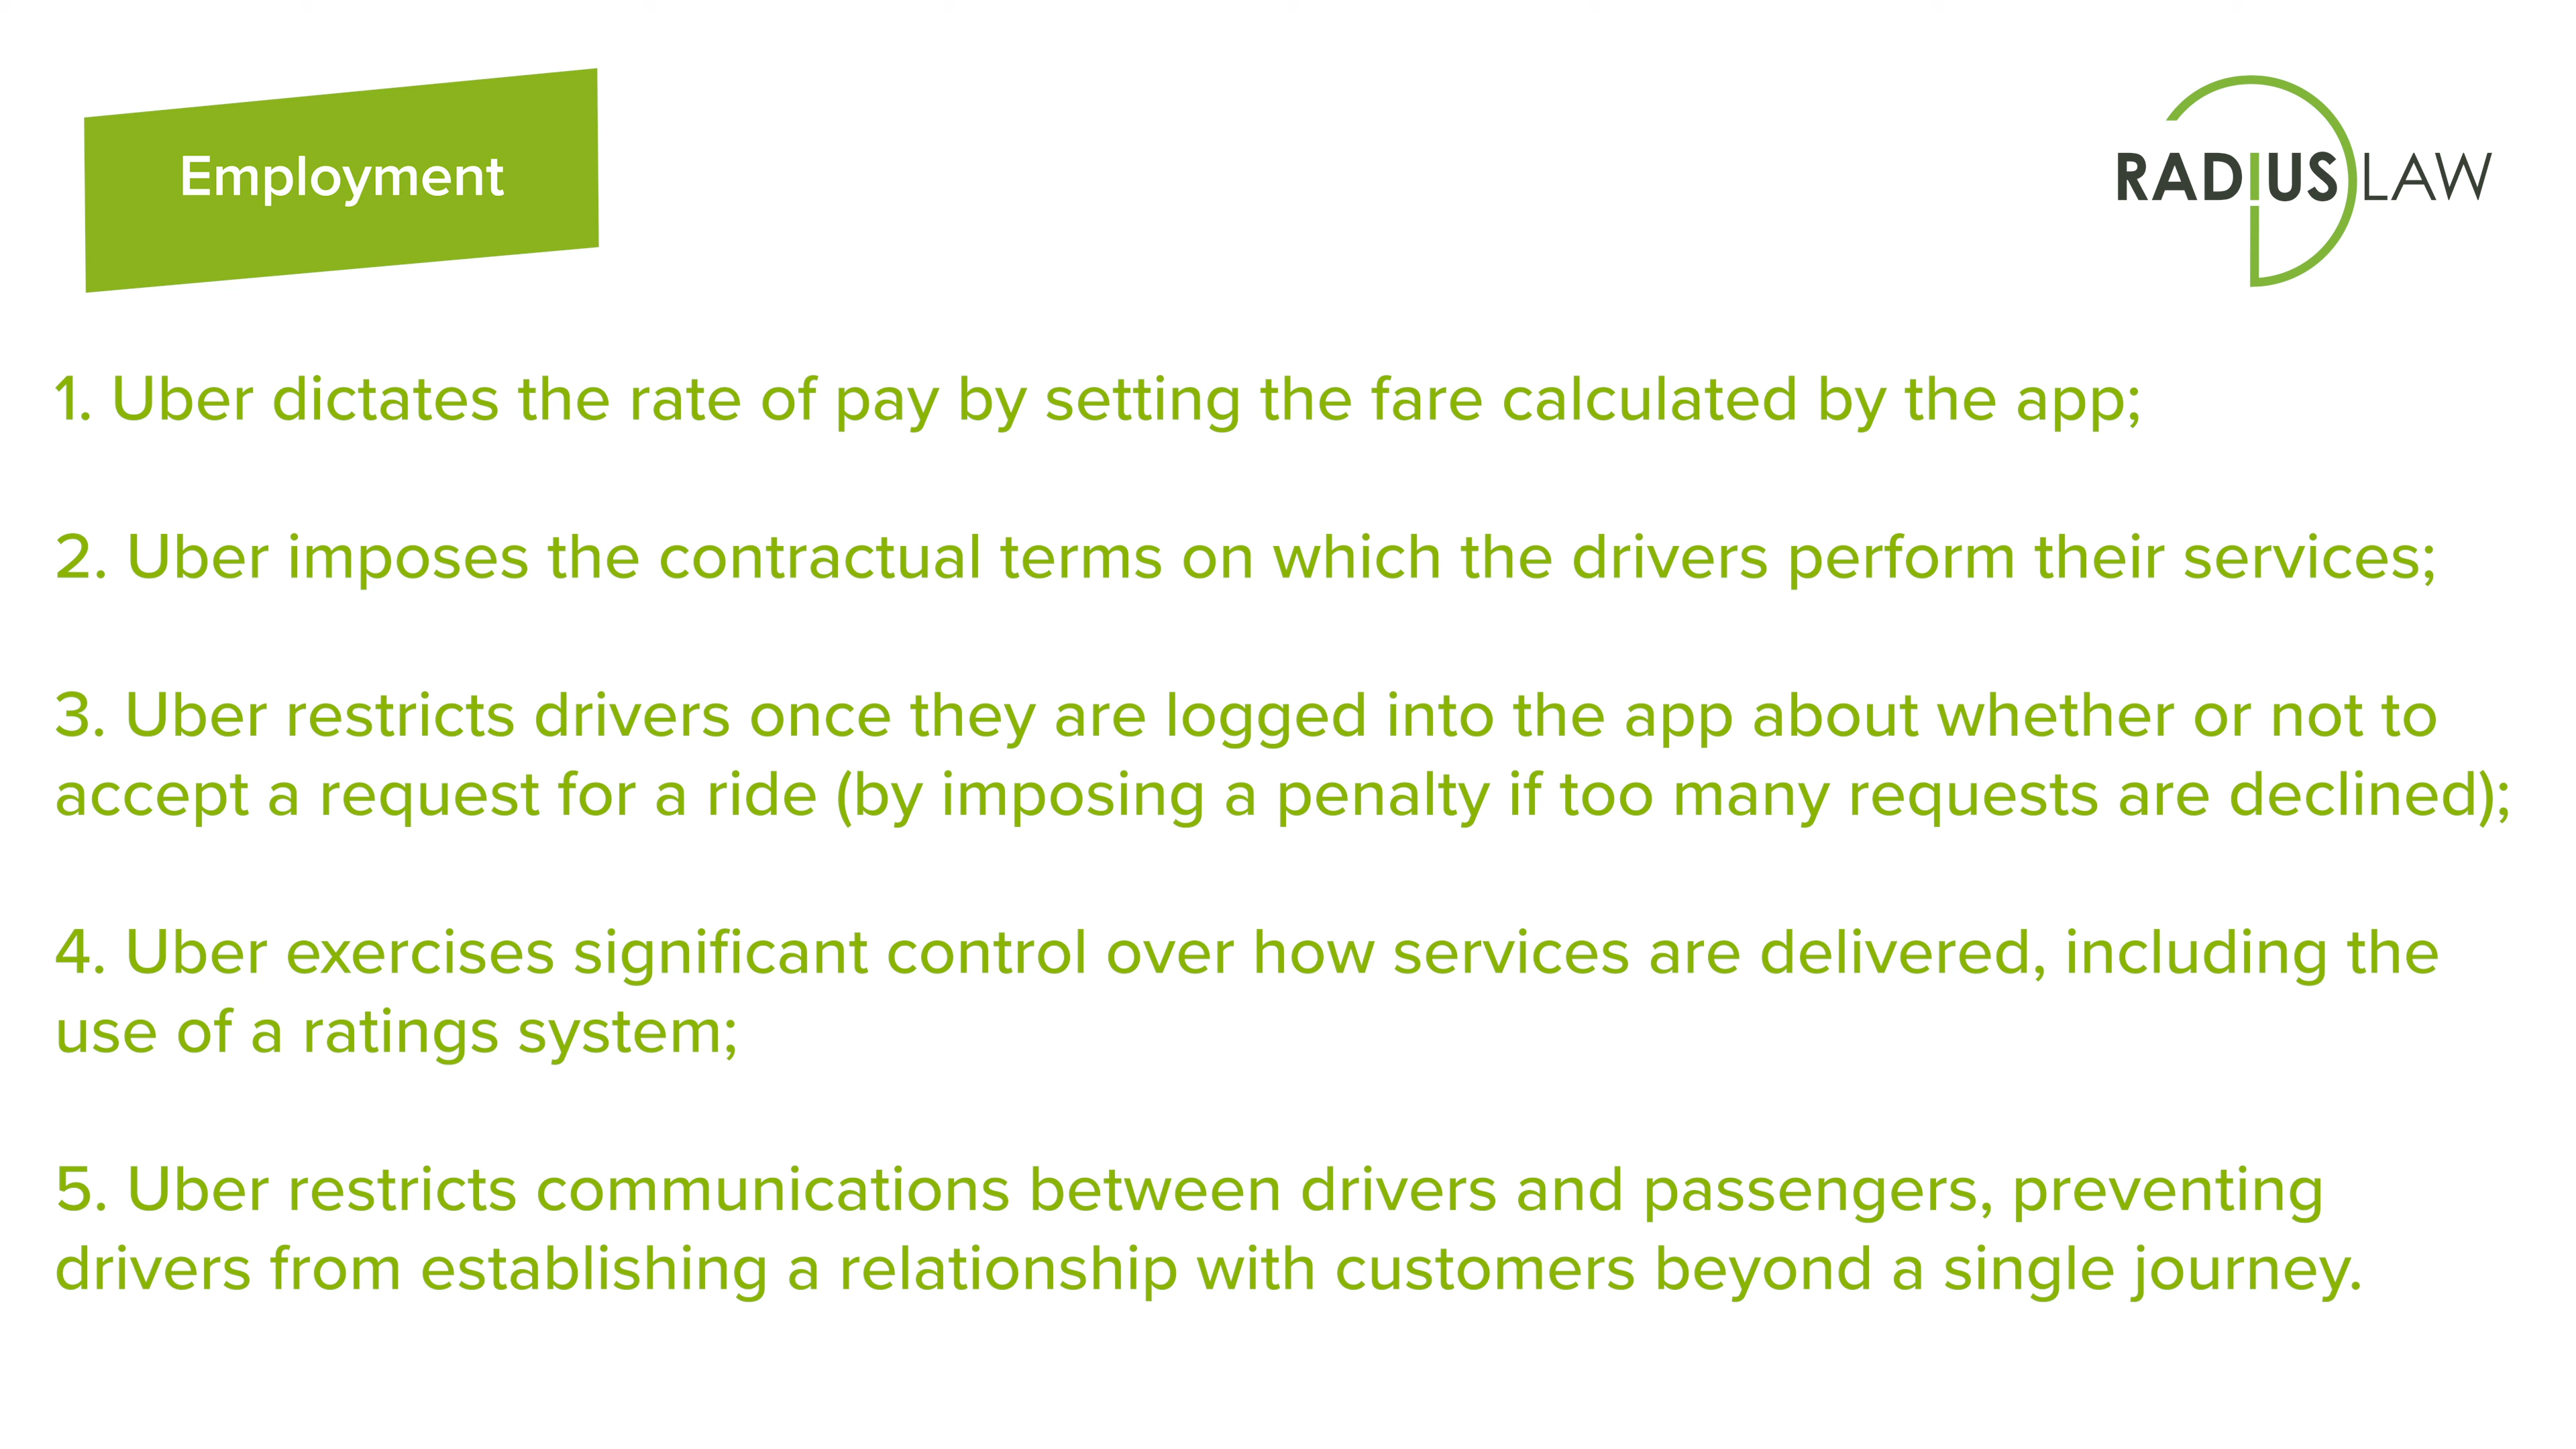 Employment
RADIUS LAW
1. Uber dictates the rate of pay by setting the fare calculated by the app;
2. Uber imposes the contractual terms on which the drivers perform their services;
3. Uber restricts drivers once they are logged into the app about whether or not to
accept a request for a ride (by imposing a penalty if too many requests are declined);
4. Uber exercises significant control over how services are delivered, including the
use of a ratings system;
5. Uber restricts communications between drivers and passengers, preventing
drivers from establishing a relationship with customers beyond a single journey.